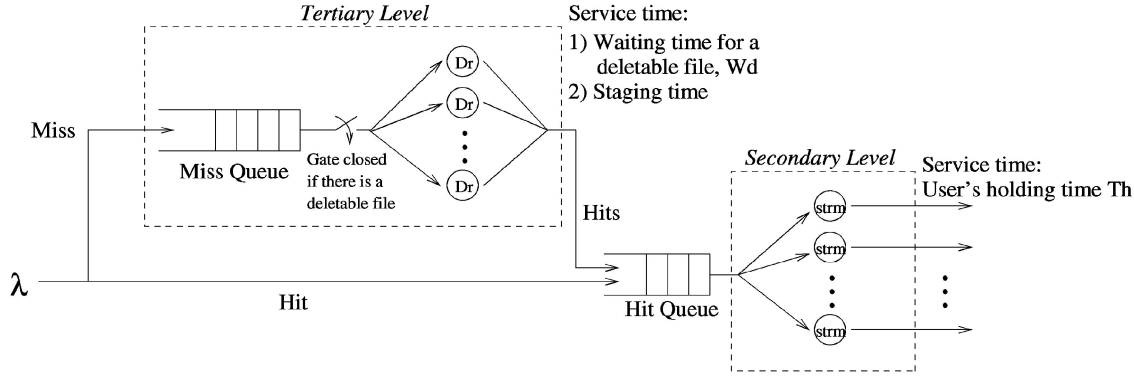 Tertiary Level
Service time:
1) Waiting time for a
deletable file, Wd
2) Staging time
Dr
Dr
Dr
Miss
Miss Queue
Gate closed
if there is a
deletable file
Secondary Level
Service time:
User's holding time Th
strm
strm
strm
Hits
λ
Hit
Hit Queue